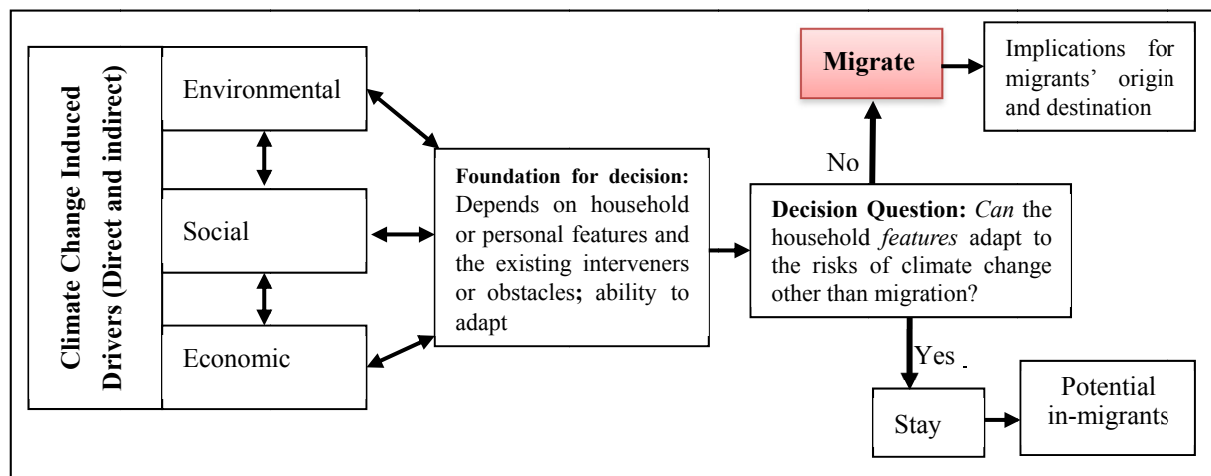 Climate Change Induced
Drivers (Direct and indirect)
Environmental
Social
Economic
Foundation for decision:
Depends on household
or personal features and
the existing interveners
or obstacles; ability to
adapt
Decision Question: Can the
household features adapt to
the risks of climate change
other than migration?
No
Migrate
Implications for
migrants’ origin
and destination
Yes
Stay
Potential
in-migrants